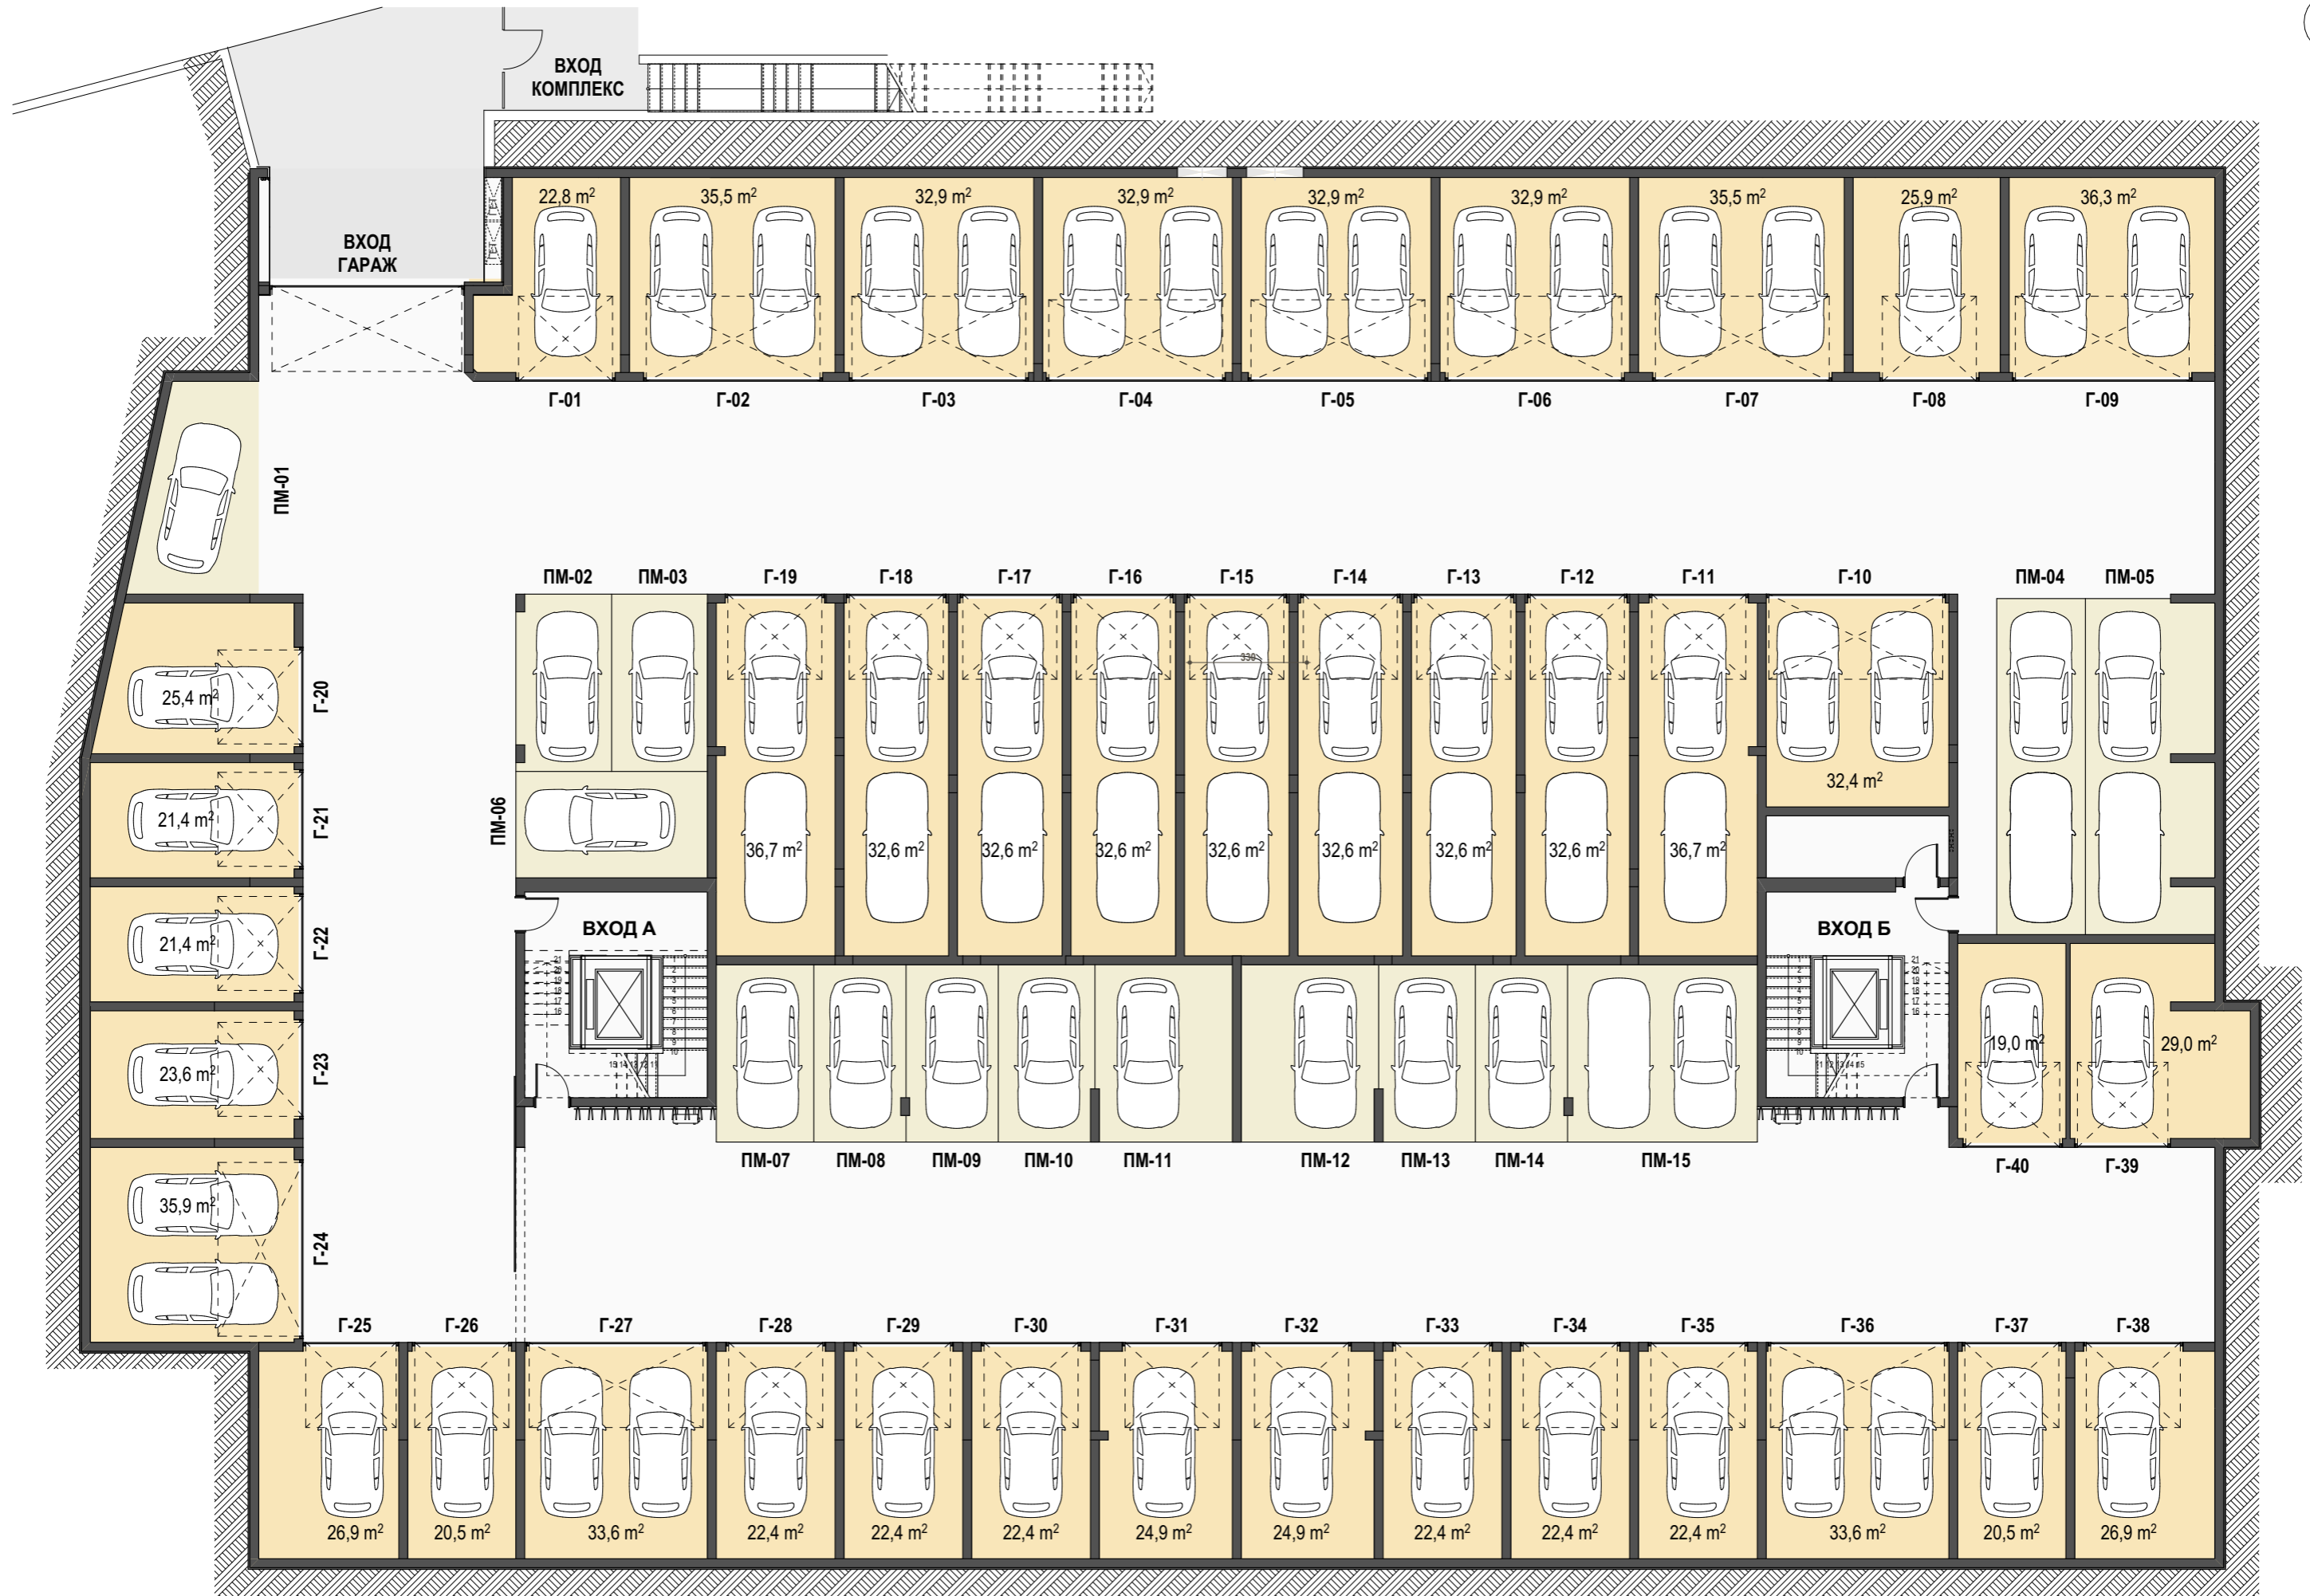 ВХОД
КОМПЛЕКС
ВХОД
ГАРАЖ
22,8 m²
35,5 m²
32,9 m²
32,9 m²
32,9 m²
32,9 m²
35,5 m²
25,9 m²
36,3 m²
Г-01
Г-02
Г-03
Г-04
Г-05
Г-06
Г-07
Г-08
Г-09
ПМ-01
ПМ-02
ПМ-03
Г-19
Г-18
Г-17
Г-16
Г-15
Г-14
Г-13
Г-12
Г-11
Г-10
ПМ-04
ПМ-05
330
25,4 m²
Г-20
32,4 m²
21,4 m²
Г-21
ПМ-06
36,7 m²
32,6 m²
32,6 m²
32,6 m²
32,6 m²
32,6 m²
32,6 m²
32,6 m²
36,7 m²
21,4 m²
Г-22
ВХОД А
ВХОД Б
23,6 m²
Г-23
19,0 m²
29,0 m²
ПМ-07
ПМ-08
ПМ-09
ПМ-10
ПМ-11
ПМ-12
ПМ-13
ПМ-14
ПМ-15
Г-40
Г-39
35,9 m²
Г-24
Г-25
Г-26
Г-27
Г-28
Г-29
Г-30
Г-31
Г-32
Г-33
Г-34
Г-35
Г-36
Г-37
Г-38
26,9 m²
20,5 m²
33,6 m²
22,4 m²
22,4 m²
22,4 m²
24,9 m²
24,9 m²
22,4 m²
22,4 m²
22,4 m²
33,6 m²
20,5 m²
26,9 m²